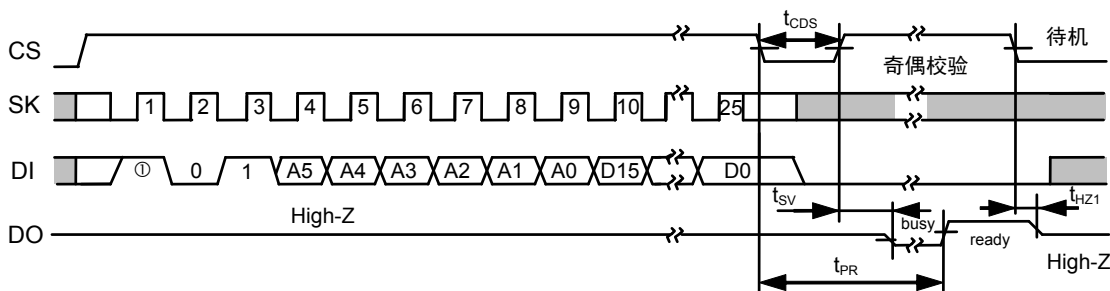 CS tCDS 待机
奇偶校验
SK 1 2 3 4 5 6 7 8 9 10 25
DI ① 0 1 A5 A4 A3 A2 A1 A0 D15 D0
High-Z tSV busy tHZ1
DO ready
tPR High-Z